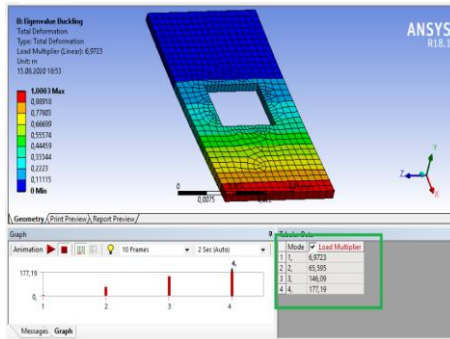 B: Eigenvalue Buckling
Total Deformation
Type: Total Deformation
Load Multiplier (Linear): 6,9723
Unit: m
15.08.2020 18:53
1,0003 Max
0,88918
0,77803
0,66689
0,55574
0,44459
0,33344
0,2223
0,11115
0 Min
ANSYS
R18.1
Y
Z
X
0
0,0075
Geometry Print Preview Report Preview
Graph
Tabular Data
Animation
10 Frames
2 Sec (Auto)
Mode Load Multiplier
1 1, 6,9723
2 2, 65,595
3 3, 146,09
4 4, 177,19
4,
177,19
0,
1
2
3
4
Messages Graph